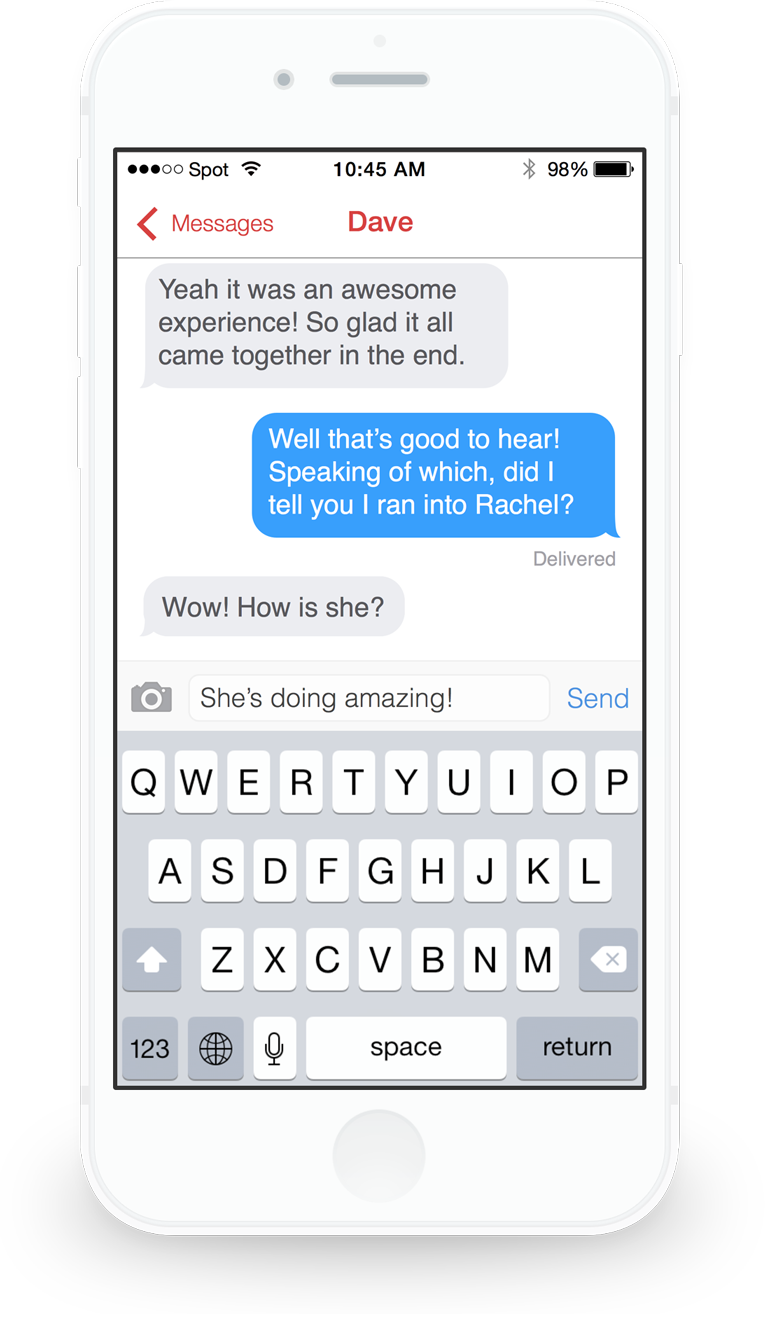 Spot 10:45 AM 98%
Messages Dave
Yeah it was an awesome
experience! So glad it all
came together in the end.
Well that’s good to hear!
Speaking of which, did I
tell you I ran into Rachel?
Delivered
Wow! How is she?
She’s doing amazing! Send
Q W E R T Y U I O P
A S D F G H J K L
Z X C V B N M
123 space return